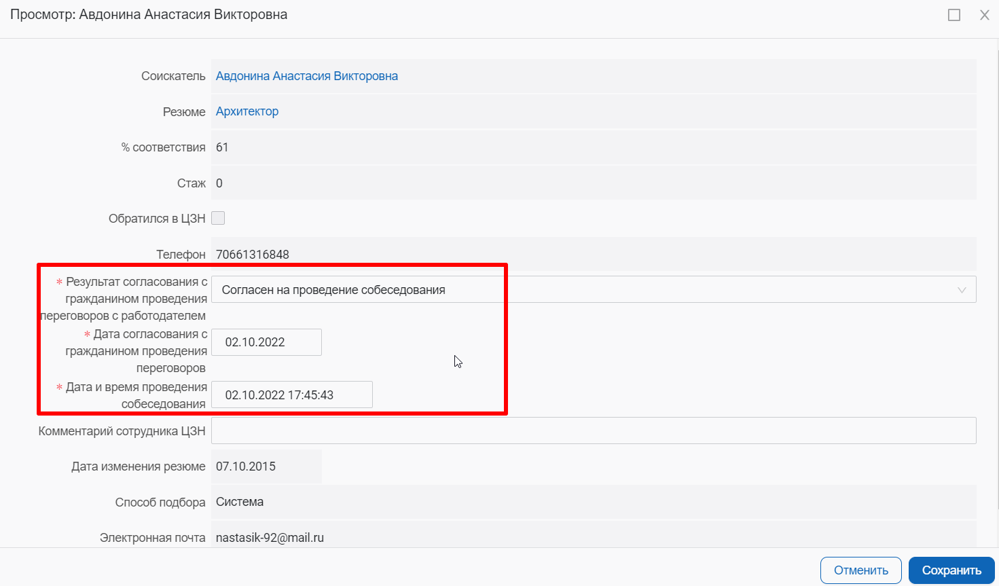 Просмотр: Авдонина Анастасия Викторовна
Соискатель Авдонина Анастасия Викторовна
Резюме Архитектор
% соответствия 61
Стаж 0
Обратился в ЦЗН
Телефон 70661316848
* Результат согласования с
гражданином проведения
переговоров с работодателем
Согласен на проведение собеседования
* Дата согласования с
гражданином проведения
переговоров
02.10.2022
* Дата и время проведения
собеседования
02.10.2022 17:45:43
Комментарий сотрудника ЦЗН
Дата изменения резюме 07.10.2015
Способ подбора Система
Электронная почта nastasik-92@mail.ru
Отменить Сохранить